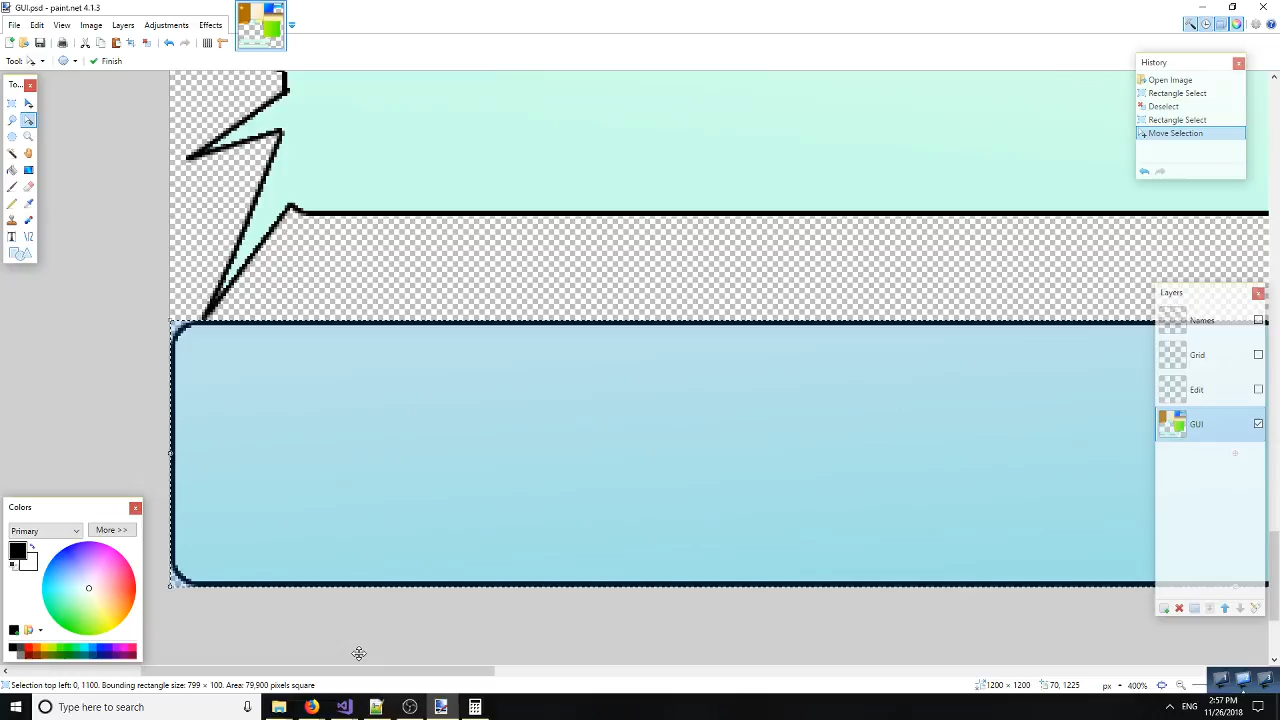 GUI.psd - paint.net 4.1.3
File Edit View Image Layers Adjustments Effects
Tool: Finish
To...
History
Open Image
Rectangle Select
Deselect
Rectangle Select
Move Selection
Layers
Names
Grid
Edit
GUI
Colors
Primary
More >>
Selection top left: 0, 1100. Bounding rectangle size: 799 × 100. Area: 79,900 pixels square
1200 × 1200
70, 1225
px
400%
Type here to search
2:57 PM
11/26/2018